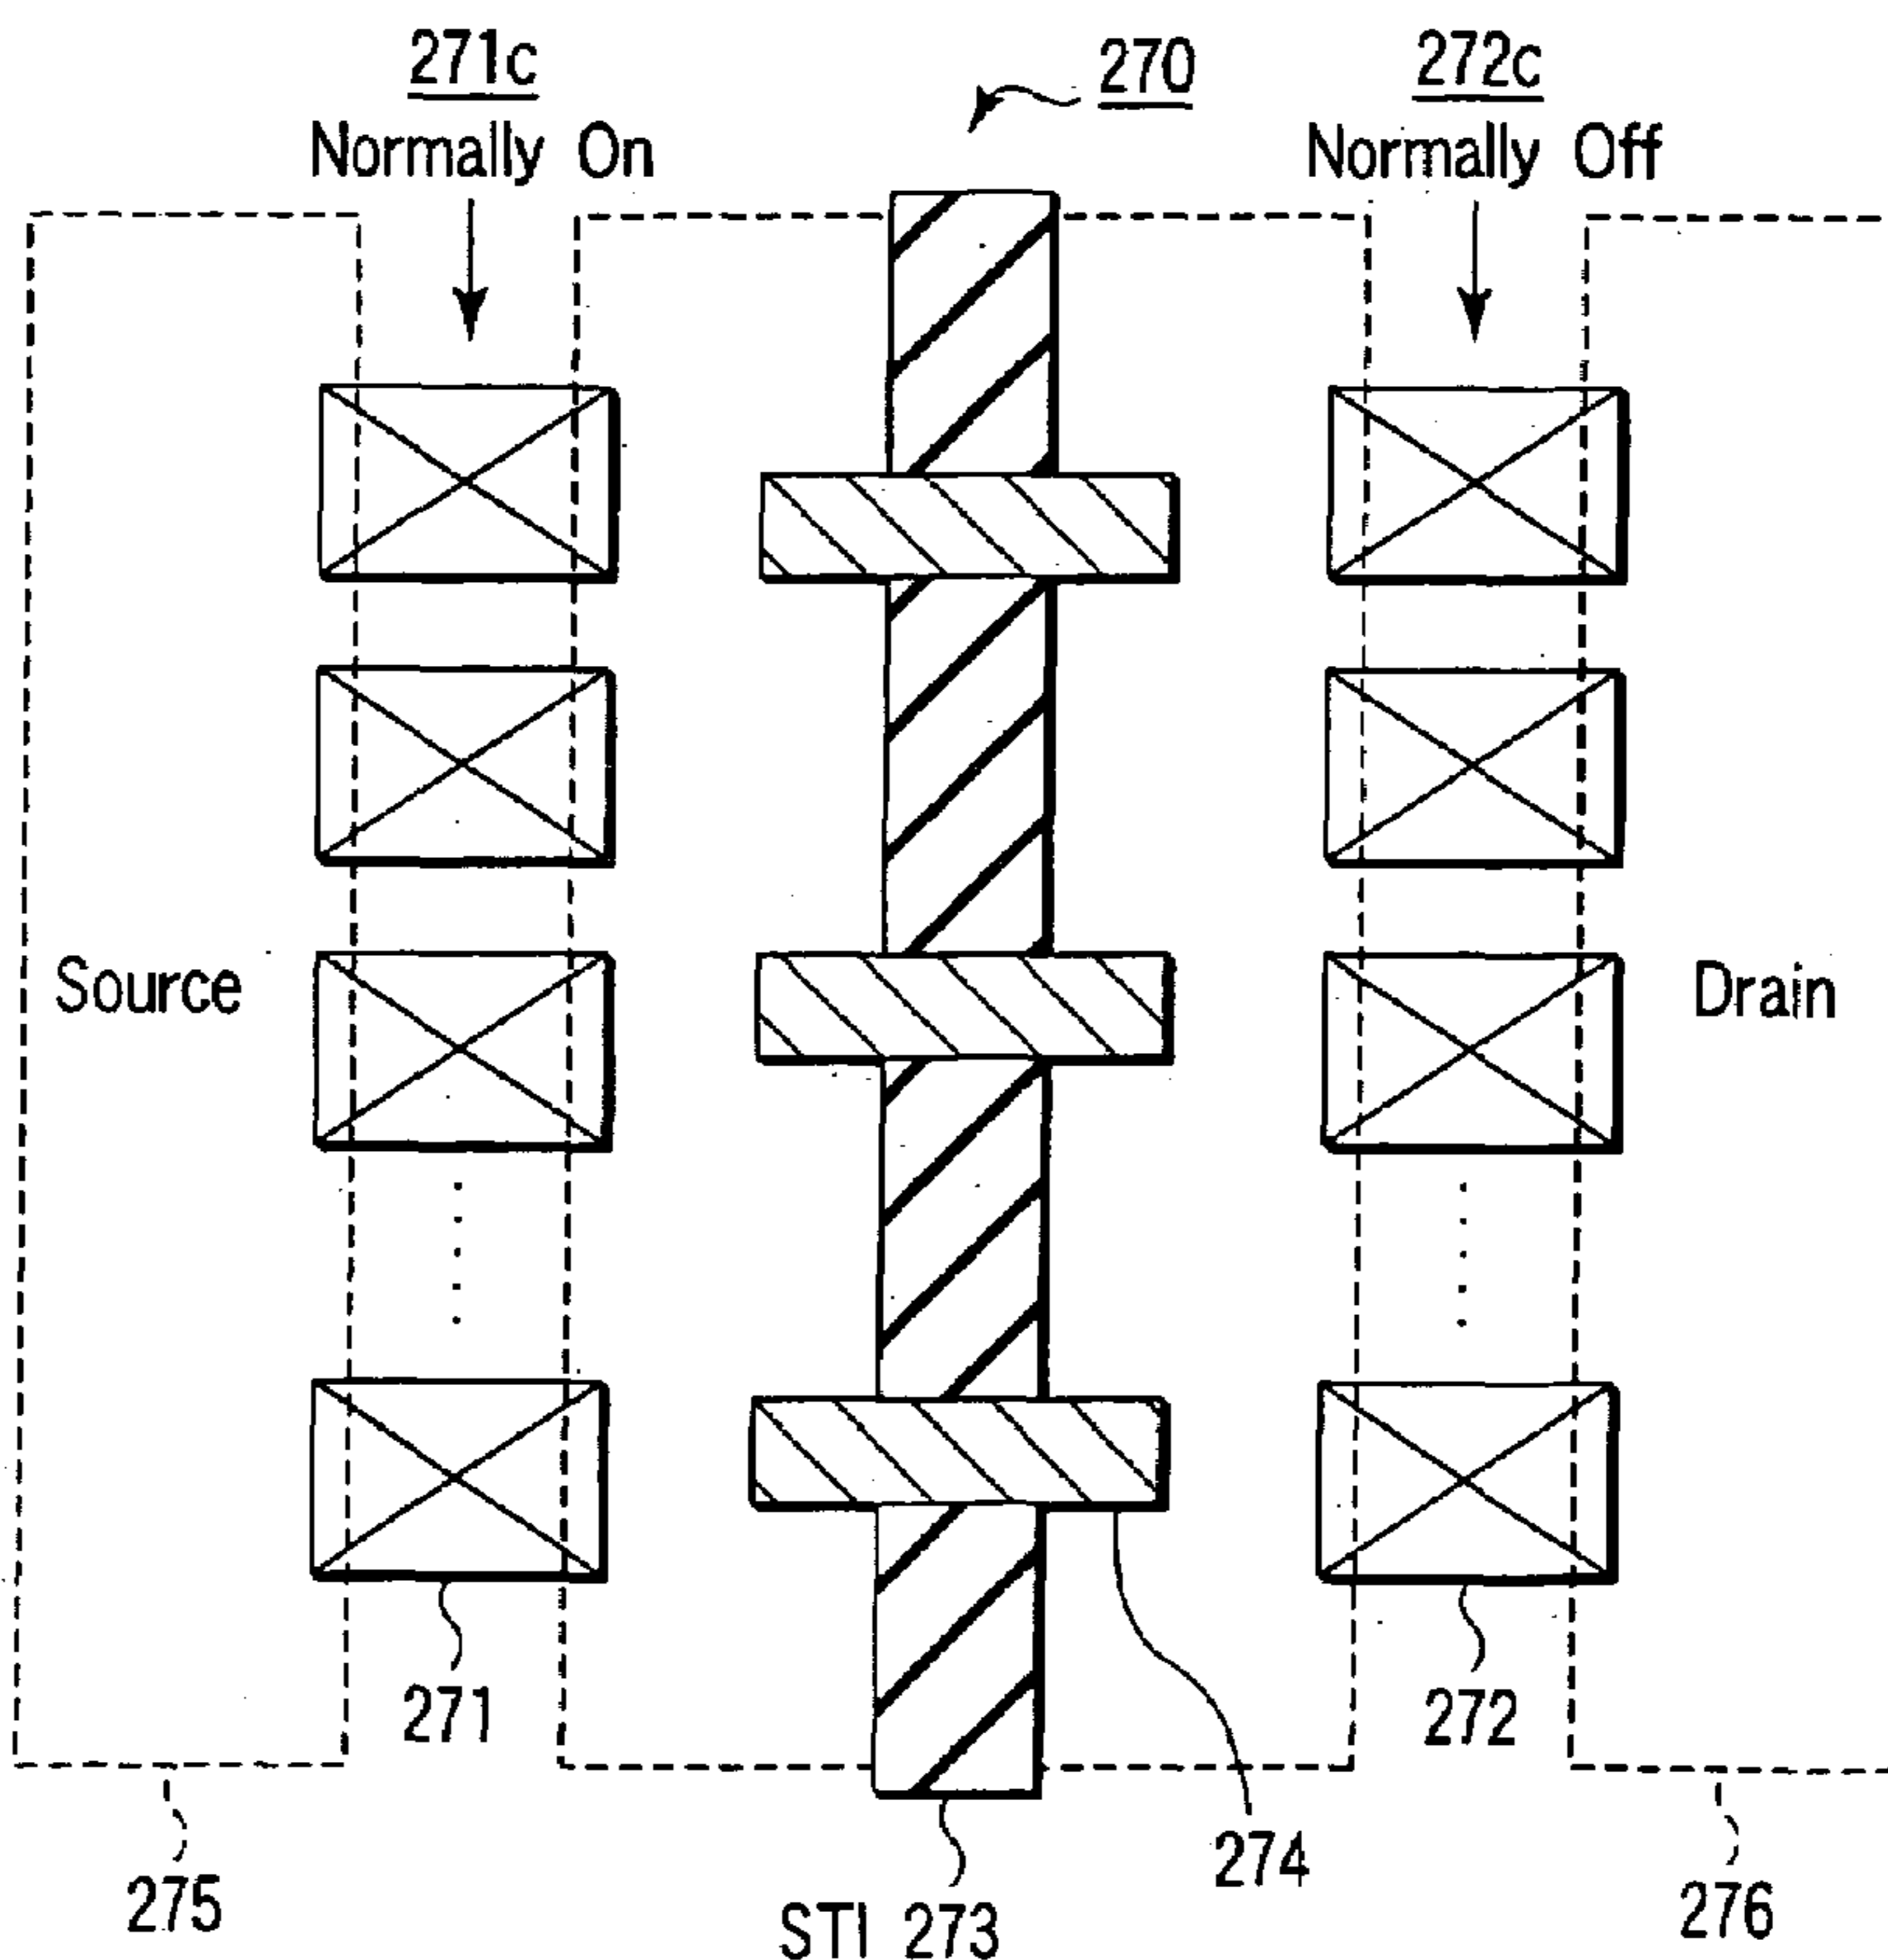 271c
Normally On
270
272c
Normally Off
Source
Drain
271
272
274
275
STI 273
276